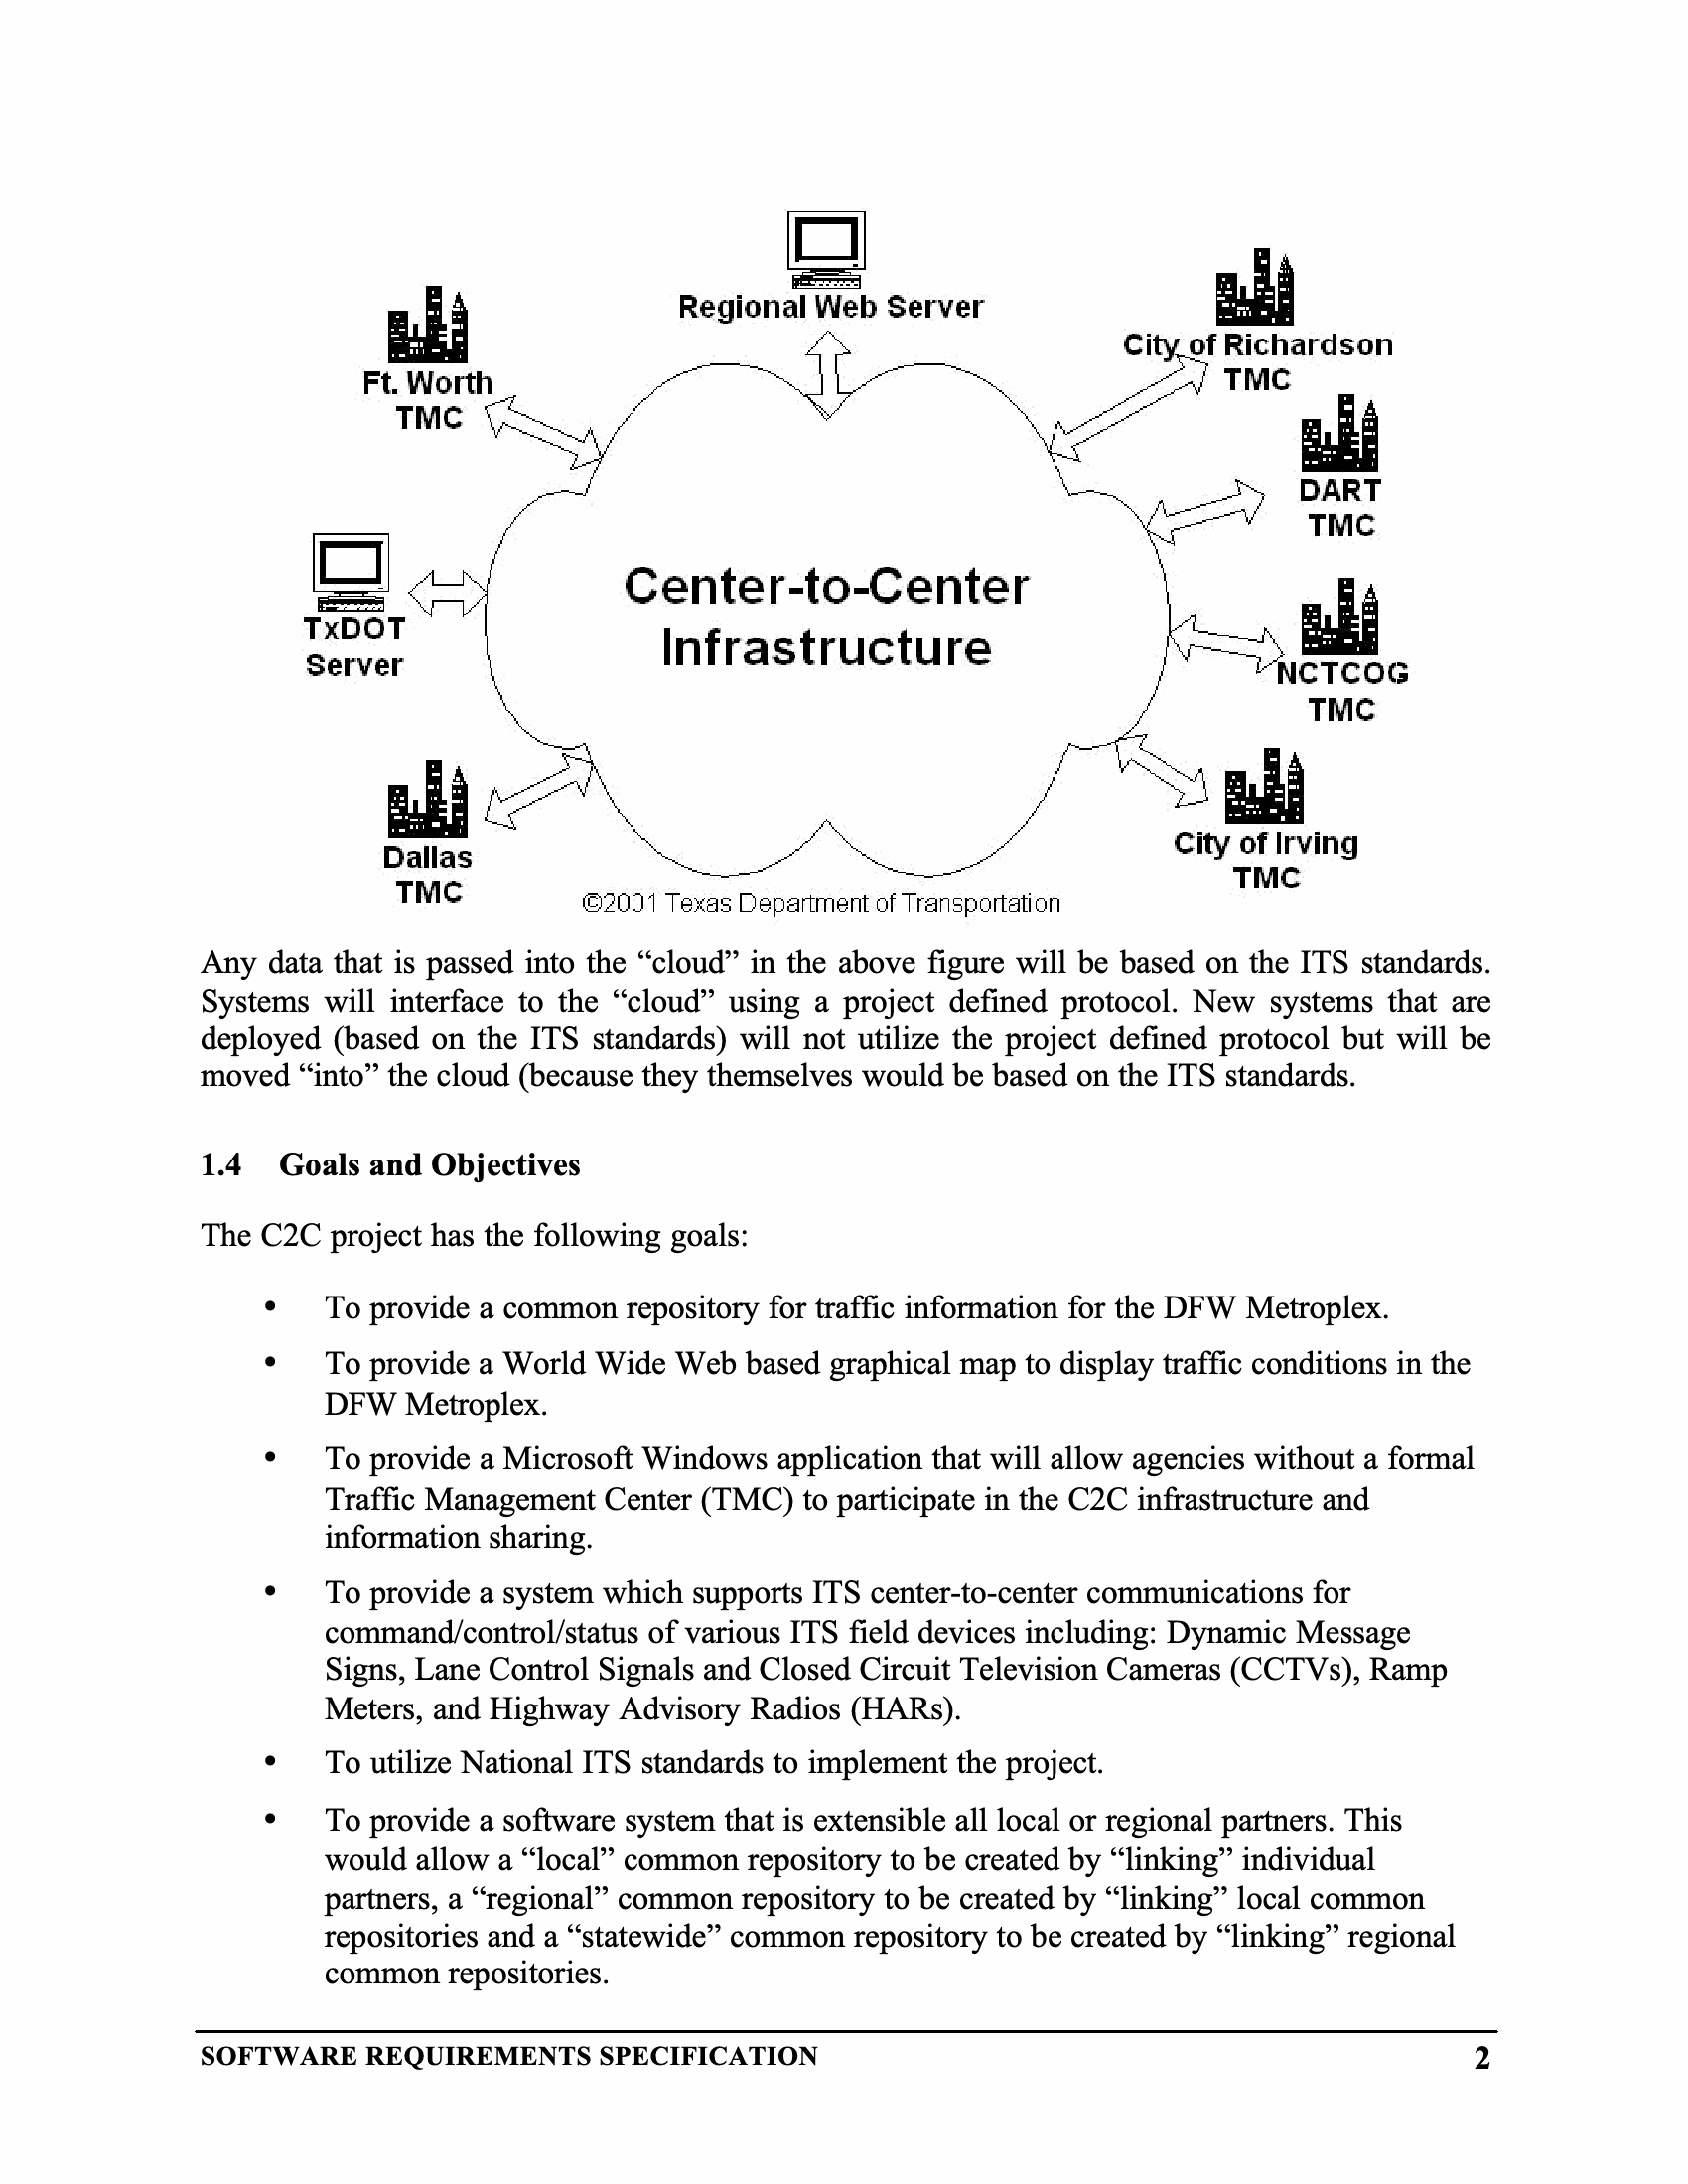 Regional Web Server
City of Richardson
TMC
Ft. Worth
TMC
DART
TMC
Center-to-Center
Infrastructure
TxDOT
Server
NCTCOG
TMC
Dallas
TMC
City of Irving
TMC
©2001 Texas Department of Transportation
Any data that is passed into the “cloud” in the above figure will be based on the ITS standards.
Systems will interface to the “cloud” using a project defined protocol. New systems that are
deployed (based on the ITS standards) will not utilize the project defined protocol but will be
moved “into” the cloud (because they themselves would be based on the ITS standards.
1.4 Goals and Objectives
The C2C project has the following goals:
• To provide a common repository for traffic information for the DFW Metroplex.
• To provide a World Wide Web based graphical map to display traffic conditions in the
DFW Metroplex.
• To provide a Microsoft Windows application that will allow agencies without a formal
Traffic Management Center (TMC) to participate in the C2C infrastructure and
information sharing.
• To provide a system which supports ITS center-to-center communications for
command/control/status of various ITS field devices including: Dynamic Message
Signs, Lane Control Signals and Closed Circuit Television Cameras (CCTVs), Ramp
Meters, and Highway Advisory Radios (HARs).
• To utilize National ITS standards to implement the project.
• To provide a software system that is extensible all local or regional partners. This
would allow a “local” common repository to be created by “linking” individual
partners, a “regional” common repository to be created by “linking” local common
repositories and a “statewide” common repository to be created by “linking” regional
common repositories.
SOFTWARE REQUIREMENTS SPECIFICATION 2